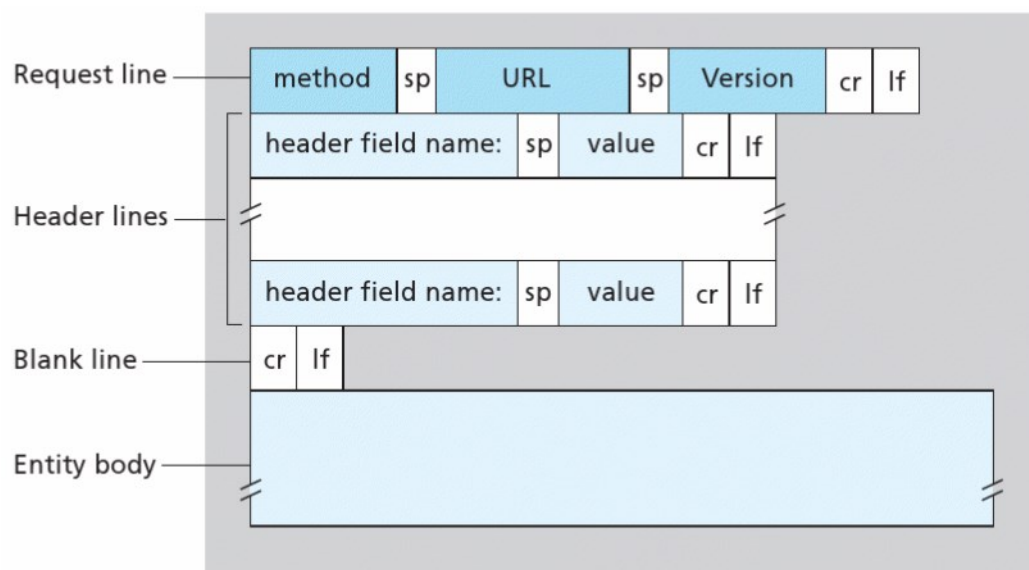 Request line method sp URL sp Version cr lf
header field name: sp value cr lf
Header lines
header field name: sp value cr lf
Blank line cr lf
Entity body